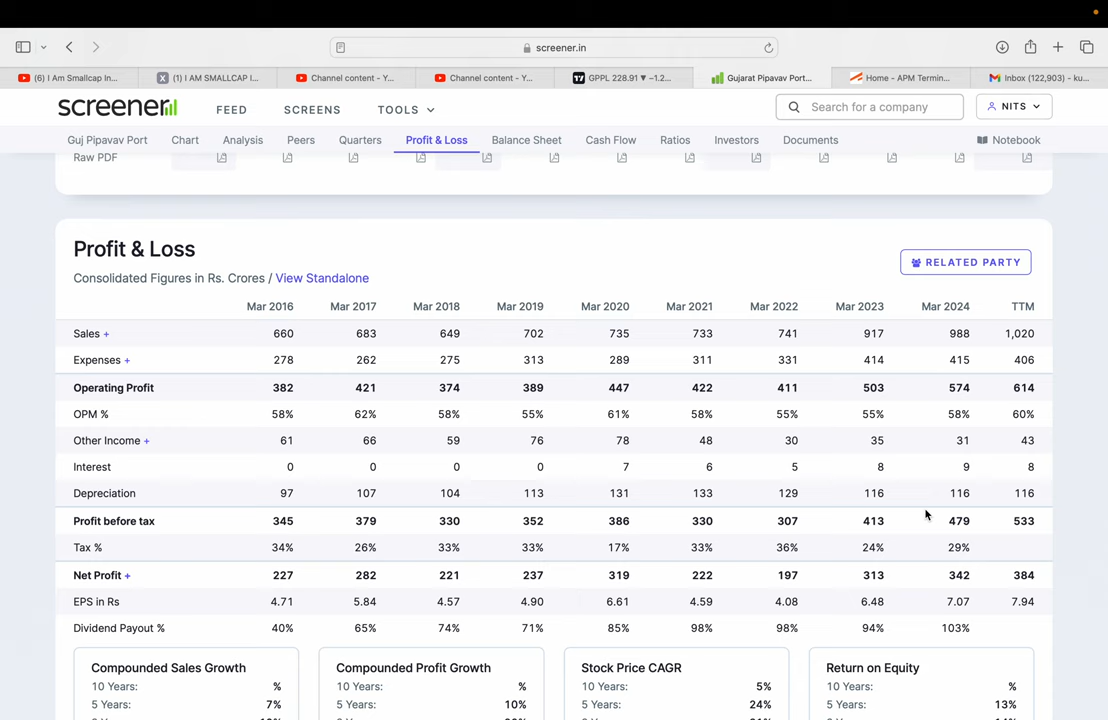 screener.in
(6) I Am Smallcap In...
(1) I AM SMALLCAP I...
Channel content - Y...
Channel content - Y...
GPPL 228.91 ▼ −1.2...
Gujarat Pipavav Port...
Home - APM Termin...
Inbox (122,903) - ku...
screener FEED SCREENS TOOLS Search for a company NITS
Guj Pipavav Port Chart Analysis Peers Quarters Profit & Loss Balance Sheet Cash Flow Ratios Investors Documents Notebook
Raw PDF
Profit & Loss
Consolidated Figures in Rs. Crores / View Standalone
RELATED PARTY
Mar 2016 Mar 2017 Mar 2018 Mar 2019 Mar 2020 Mar 2021 Mar 2022 Mar 2023 Mar 2024 TTM
Sales + 660 683 649 702 735 733 741 917 988 1,020
Expenses + 278 262 275 313 289 311 331 414 415 406
Operating Profit 382 421 374 389 447 422 411 503 574 614
OPM % 58% 62% 58% 55% 61% 58% 55% 55% 58% 60%
Other Income + 61 66 59 76 78 48 30 35 31 43
Interest 0 0 0 0 7 6 5 8 9 8
Depreciation 97 107 104 113 131 133 129 116 116 116
Profit before tax 345 379 330 352 386 330 307 413 479 533
Tax % 34% 26% 33% 33% 17% 33% 36% 24% 29%
Net Profit + 227 282 221 237 319 222 197 313 342 384
EPS in Rs 4.71 5.84 4.57 4.90 6.61 4.59 4.08 6.48 7.07 7.94
Dividend Payout % 40% 65% 74% 71% 85% 98% 98% 94% 103%
Compounded Sales Growth
10 Years: %
5 Years: 7%
Compounded Profit Growth
10 Years: %
5 Years: 10%
Stock Price CAGR
10 Years: 5%
5 Years: 24%
Return on Equity
10 Years: %
5 Years: 13%